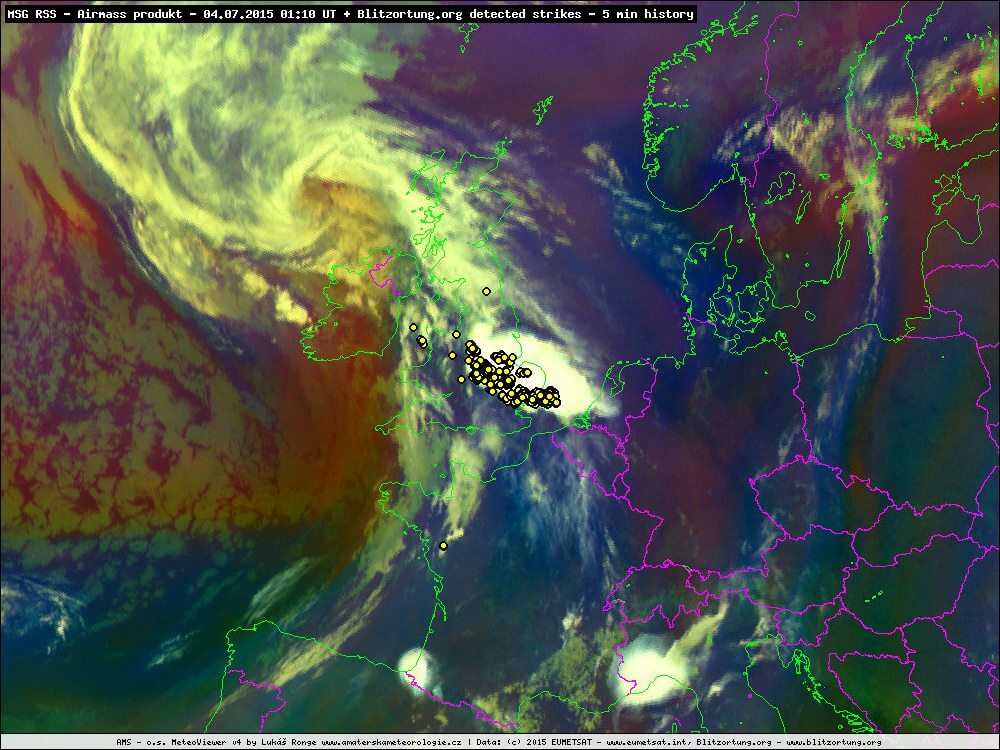 MSG RSS - Airmass produkt - 04.07.2015 01:10 UT + Blitzortung.org detected strikes - 5 min history
AMS - o.s. MeteoViewer v4 by Lukáš Ronge www.amaterskameteorologie.cz | Data: (c) 2015 EUMETSAT - www.eumetsat.int, Blitzortung.org - www.blitzortung.org